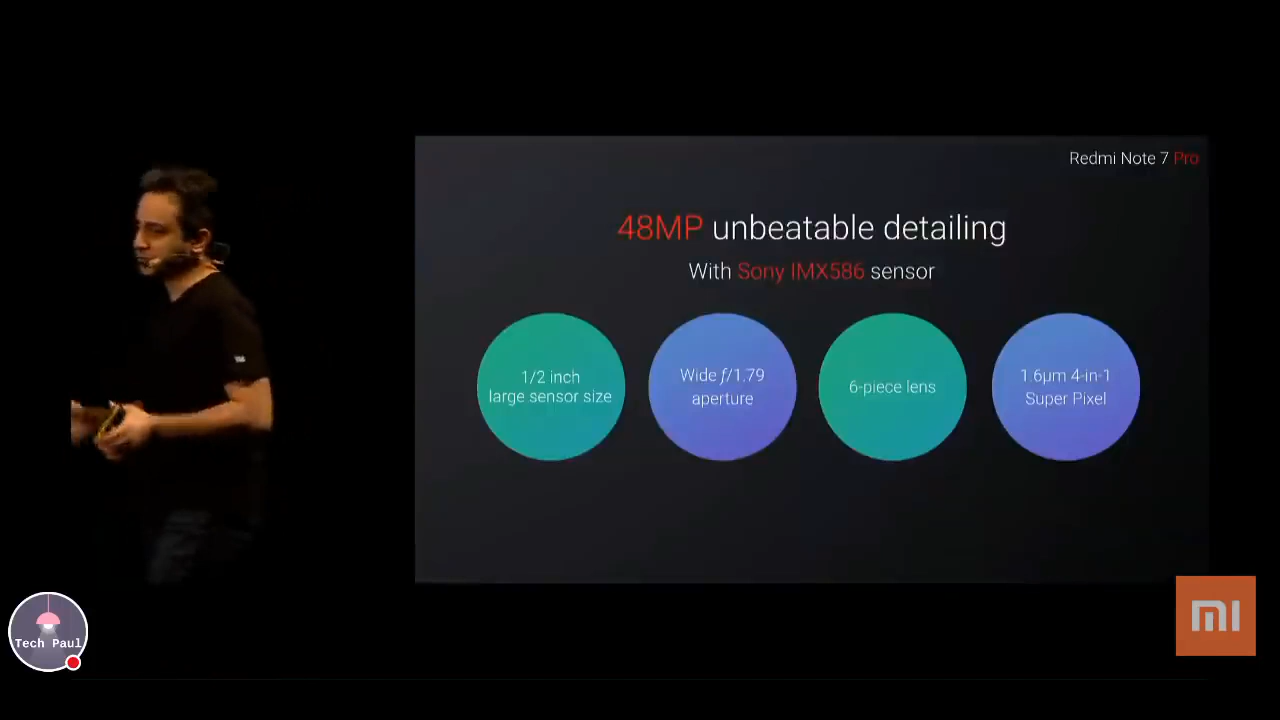 Redmi Note 7 Pro
48MP unbeatable detailing
With Sony IMX586 sensor
1/2 inch
large sensor size
Wide f/1.79
aperture
6-piece lens
1.6μm 4-in-1
Super Pixel
Tech Paul
mi